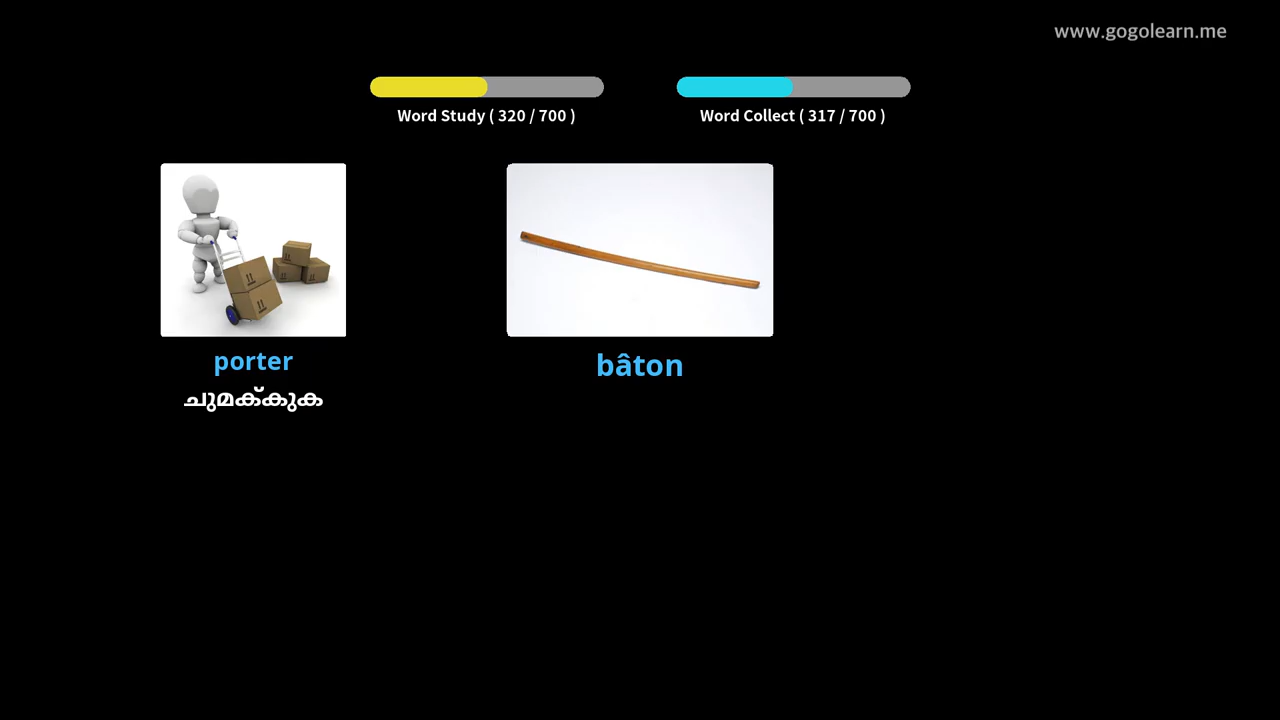 www.gogolearn.me
Word Study ( 320 / 700 )
Word Collect ( 317 / 700 )
porter
ചുമക്കുക
bâton